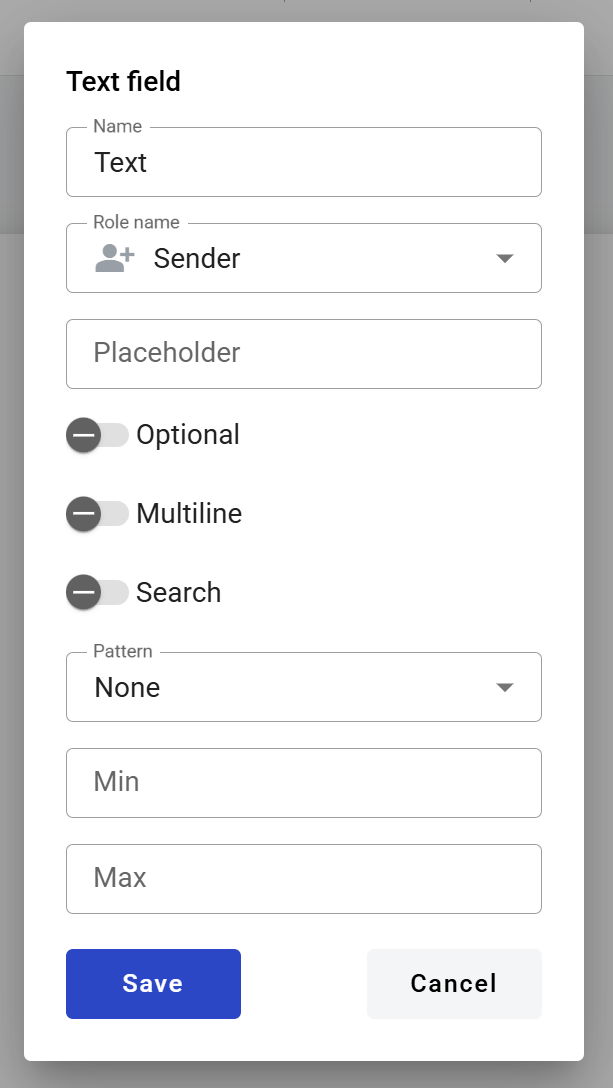 Text field
Name
Text
Role name
Sender
Placeholder
Optional
Multiline
Search
Pattern
None
Min
Max
Save
Cancel